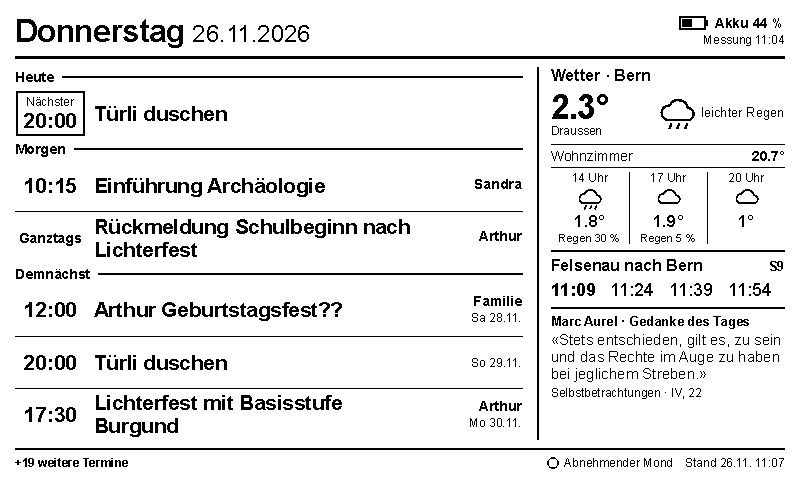 Donnerstag 26.11.2026
Akku 44 %
Messung 11:04
Heute
Nächster
20:00
Türli duschen
Morgen
10:15 Einführung Archäologie Sandra
Ganztags
Rückmeldung Schulbeginn nach
Lichterfest
Arthur
Demnächst
12:00 Arthur Geburtstagsfest??
Familie
Sa 28.11.
20:00 Türli duschen So 29.11.
17:30
Lichterfest mit Basisstufe
Burgund
Arthur
Mo 30.11.
+19 weitere Termine
Wetter · Bern
2.3°
Draussen
leichter Regen
Wohnzimmer 20.7°
14 Uhr 17 Uhr 20 Uhr
1.8° 1.9° 1°
Regen 30 % Regen 5 %
Felsenau nach Bern S9
11:09 11:24 11:39 11:54
Marc Aurel · Gedanke des Tages
«Stets entschieden, gilt es, zu sein
und das Rechte im Auge zu haben
bei jeglichem Streben.»
Selbstbetrachtungen · IV, 22
Abnehmender Mond Stand 26.11. 11:07